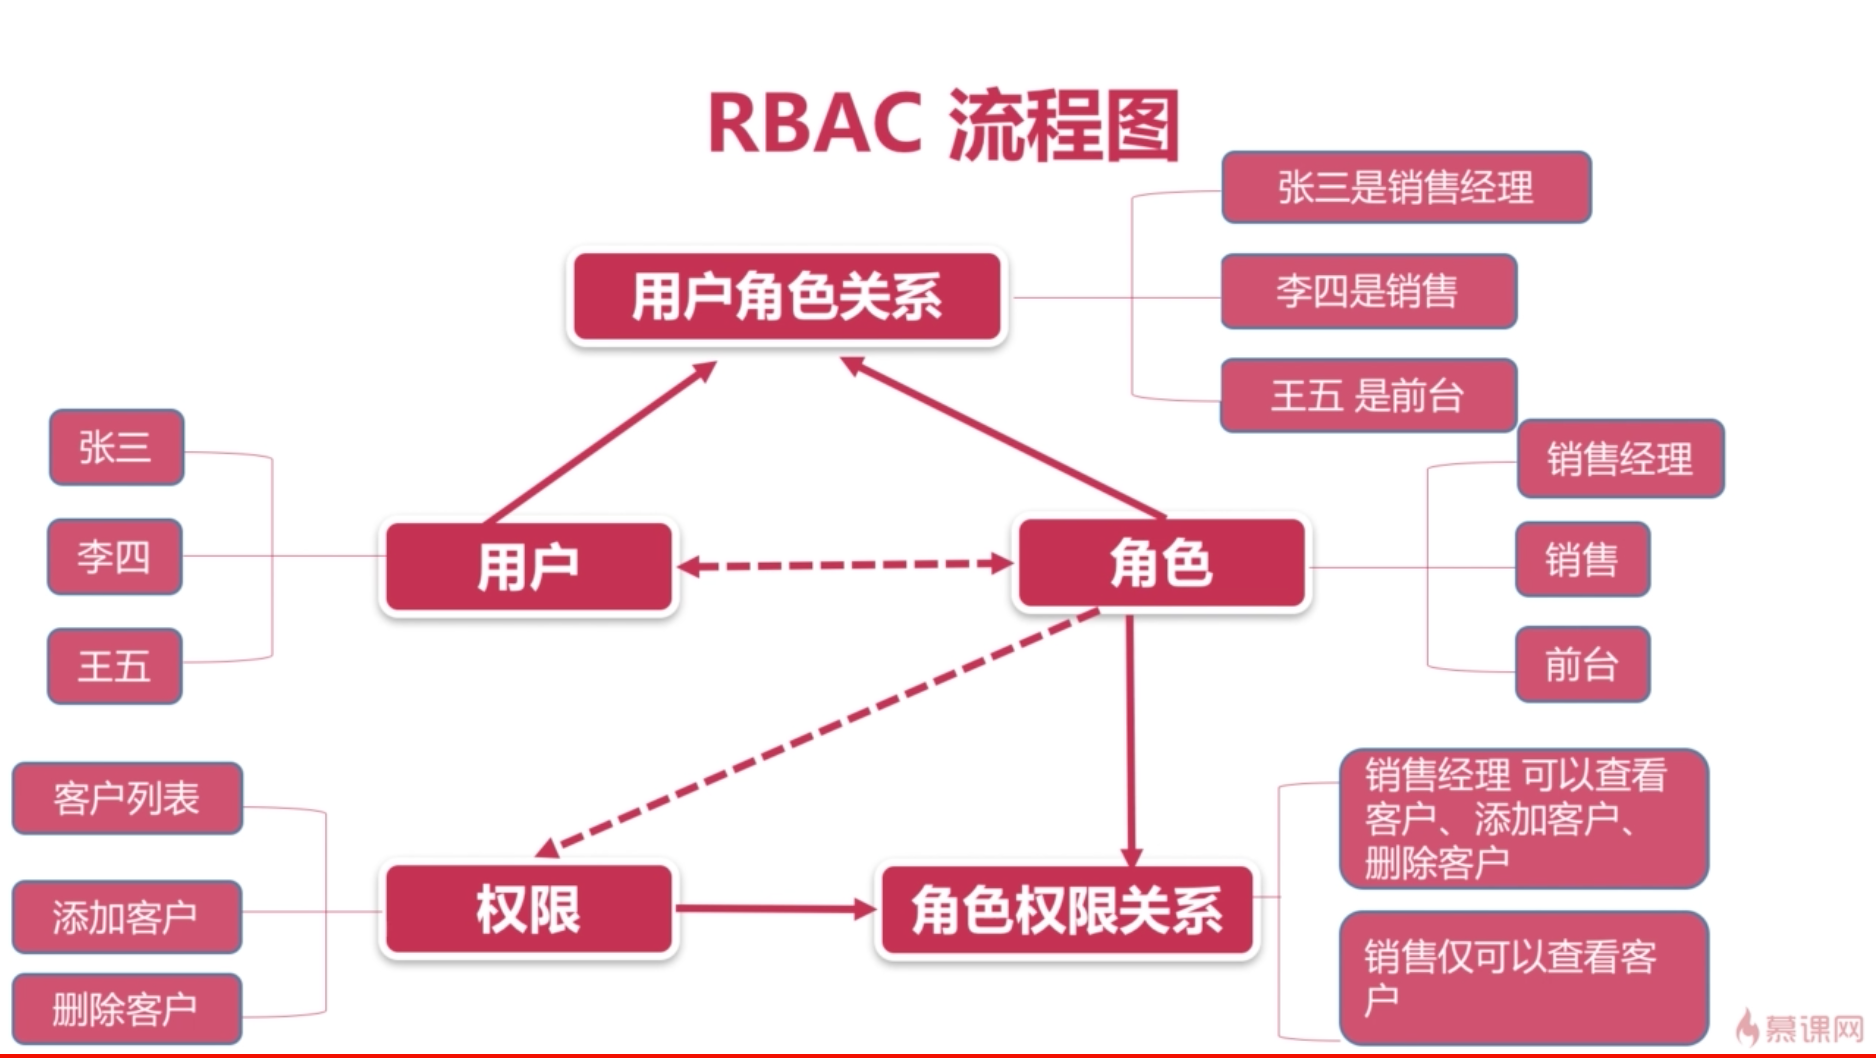 RBAC 流程图
张三是销售经理
用户角色关系
李四是销售
王五 是前台
张三
李四
王五
用户
角色
销售经理
销售
前台
客户列表
添加客户
删除客户
权限
角色权限关系
销售经理 可以查看
客户、添加客户、
删除客户
销售仅可以查看客
户
慕课网